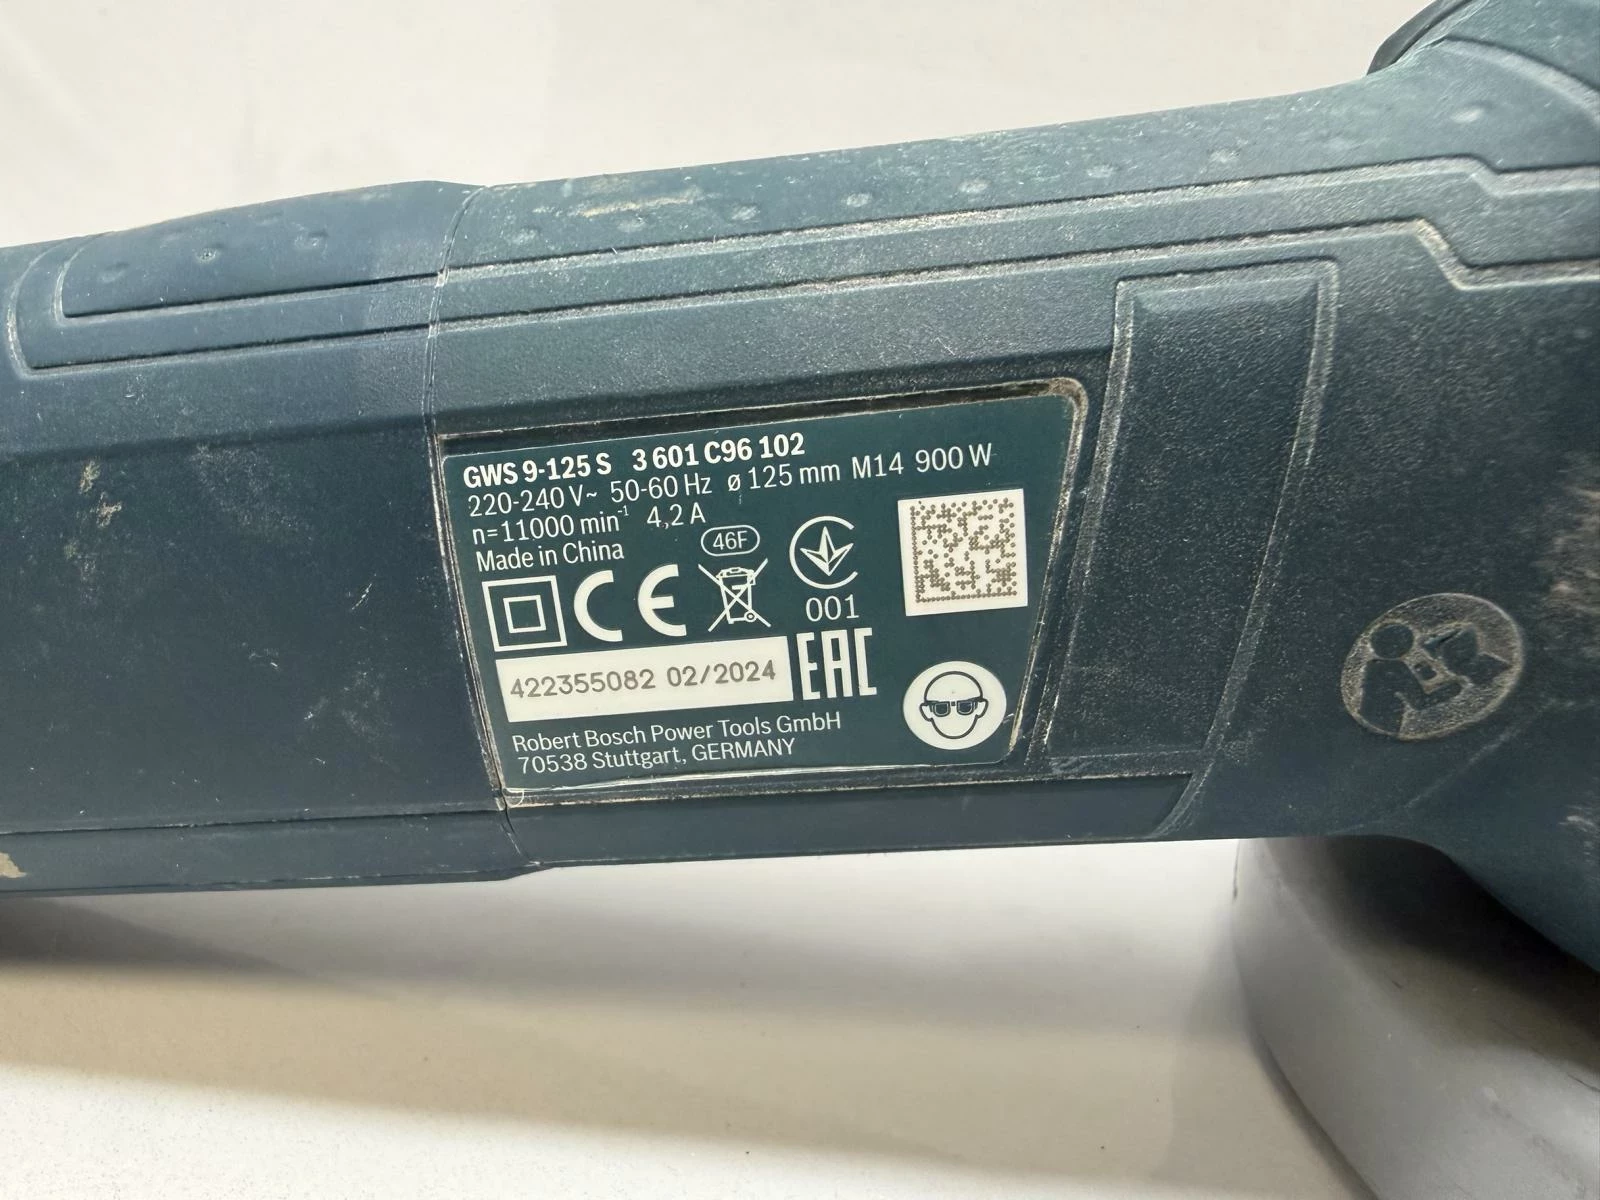 GWS 9-125 S 3 601 C96 102
220-240 V~ 50-60 Hz ø 125 mm M14 900 W
n=11000 min⁻¹ 4,2 A
Made in China
46F
CE
001
422355082 02/2024
EAC
Robert Bosch Power Tools GmbH
70538 Stuttgart, GERMANY